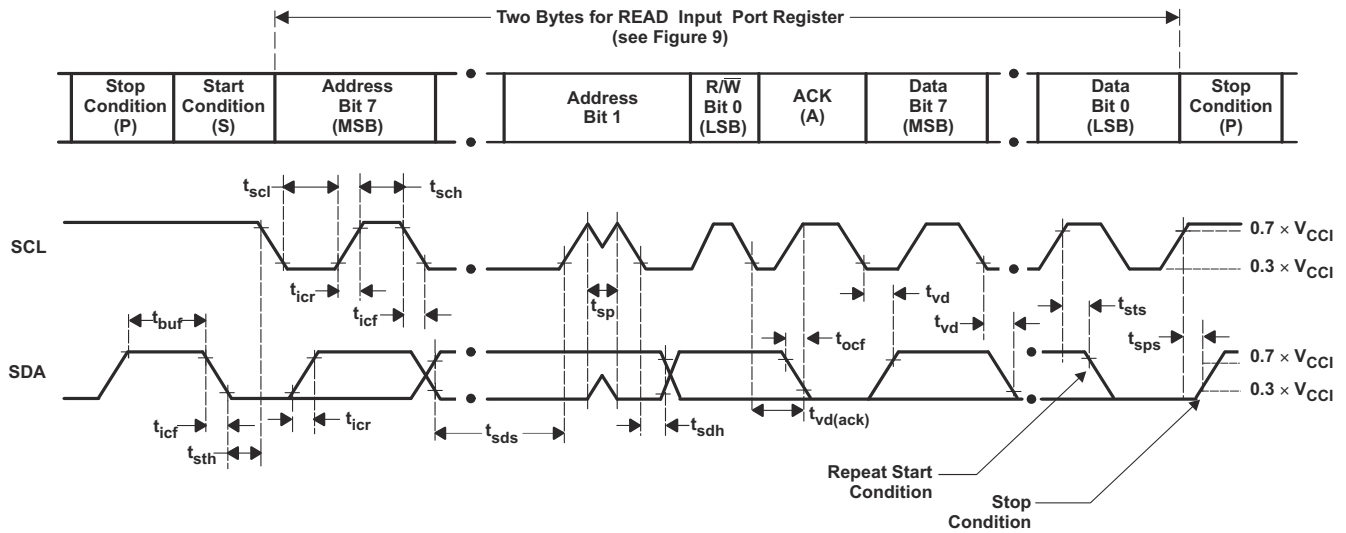 Two Bytes for READ Input Port Register
(see Figure 9)
Stop
Condition
(P)
Start
Condition
(S)
Address
Bit 7
(MSB)
Address
Bit 1
R/W̅
Bit 0
(LSB)
ACK
(A)
Data
Bit 7
(MSB)
Data
Bit 0
(LSB)
Stop
Condition
(P)
tscl
tsch
SCL
0.7 × VCCI
0.3 × VCCI
ticr
ticf
tsp
tvd
tvd
tsts
tbuf
tocf
tsps
SDA
0.7 × VCCI
0.3 × VCCI
ticf
ticr
tsth
tsds
tsdh
tvd(ack)
Repeat Start
Condition
Stop
Condition